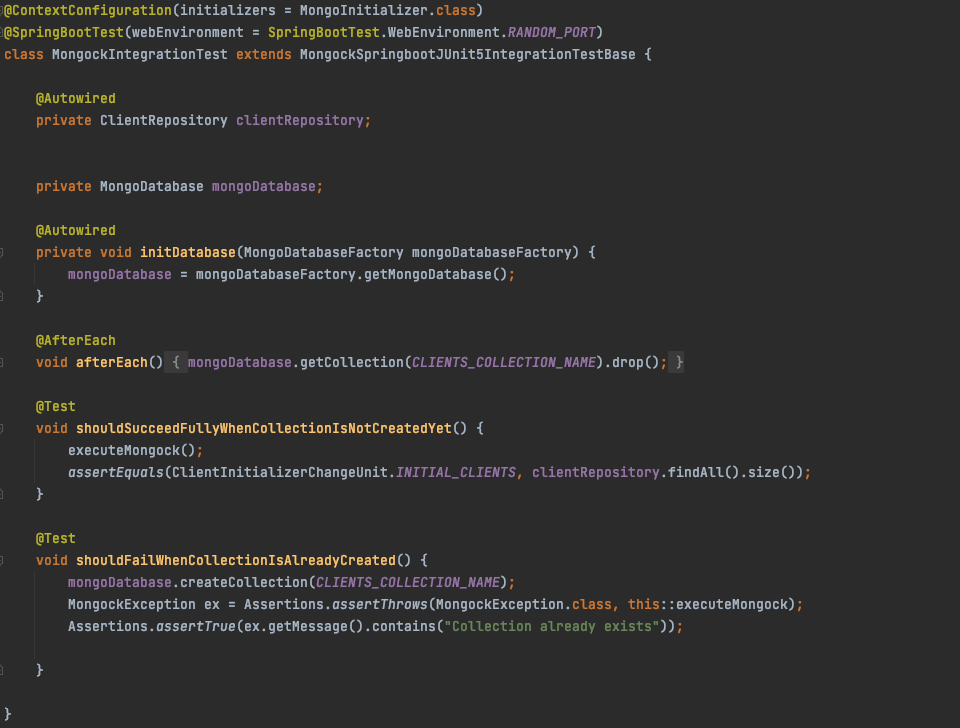 @ContextConfiguration(initializers = MongoInitializer.class)
@SpringBootTest(webEnvironment = SpringBootTest.WebEnvironment.RANDOM_PORT)
class MongockIntegrationTest extends MongockSpringbootJUnit5IntegrationTestBase {
@Autowired
private ClientRepository clientRepository;
private MongoDatabase mongoDatabase;
@Autowired
private void initDatabase(MongoDatabaseFactory mongoDatabaseFactory) {
mongoDatabase = mongoDatabaseFactory.getMongoDatabase();
}
@AfterEach
void afterEach() { mongoDatabase.getCollection(CLIENTS_COLLECTION_NAME).drop(); }
@Test
void shouldSucceedFullyWhenCollectionIsNotCreatedYet() {
executeMongock();
assertEquals(ClientInitializerChangeUnit.INITIAL_CLIENTS, clientRepository.findAll().size());
}
@Test
void shouldFailWhenCollectionIsAlreadyCreated() {
mongoDatabase.createCollection(CLIENTS_COLLECTION_NAME);
MongockException ex = Assertions.assertThrows(MongockException.class, this::executeMongock);
Assertions.assertTrue(ex.getMessage().contains("Collection already exists"));
}
}